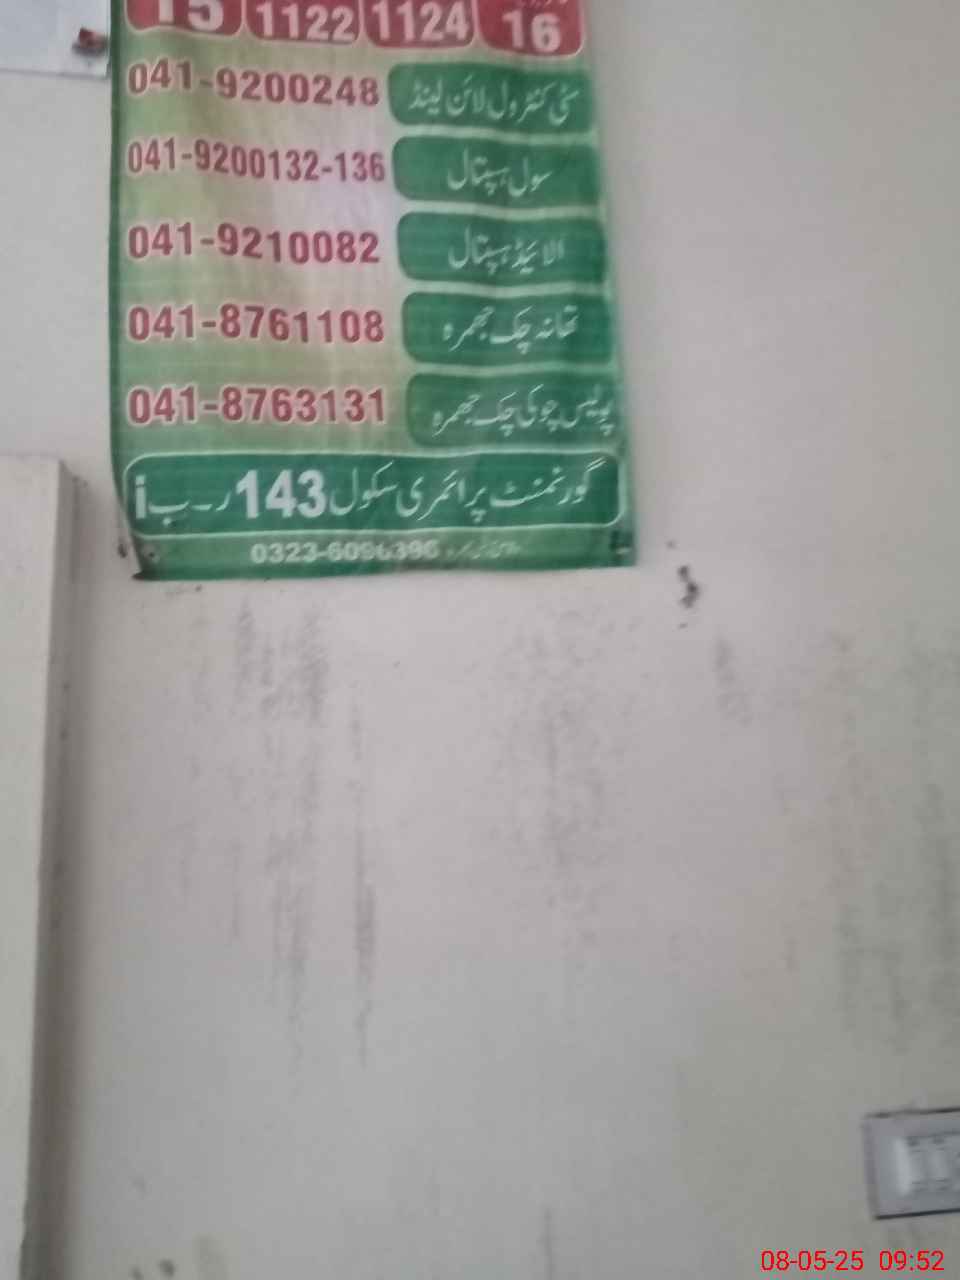 15 1122 1124 16
041-9200248 سٹی کنٹرول لائن لینڈ
041-9200132-136 سول ہسپتال
041-9210082 الائیڈ ہسپتال
041-8761108 تھانہ چک جھمرہ
041-8763131 پولیس چوکی چک جھمرہ
گورنمنٹ پرائمری سکول 143 ر۔ب i
08-05-25 09:52